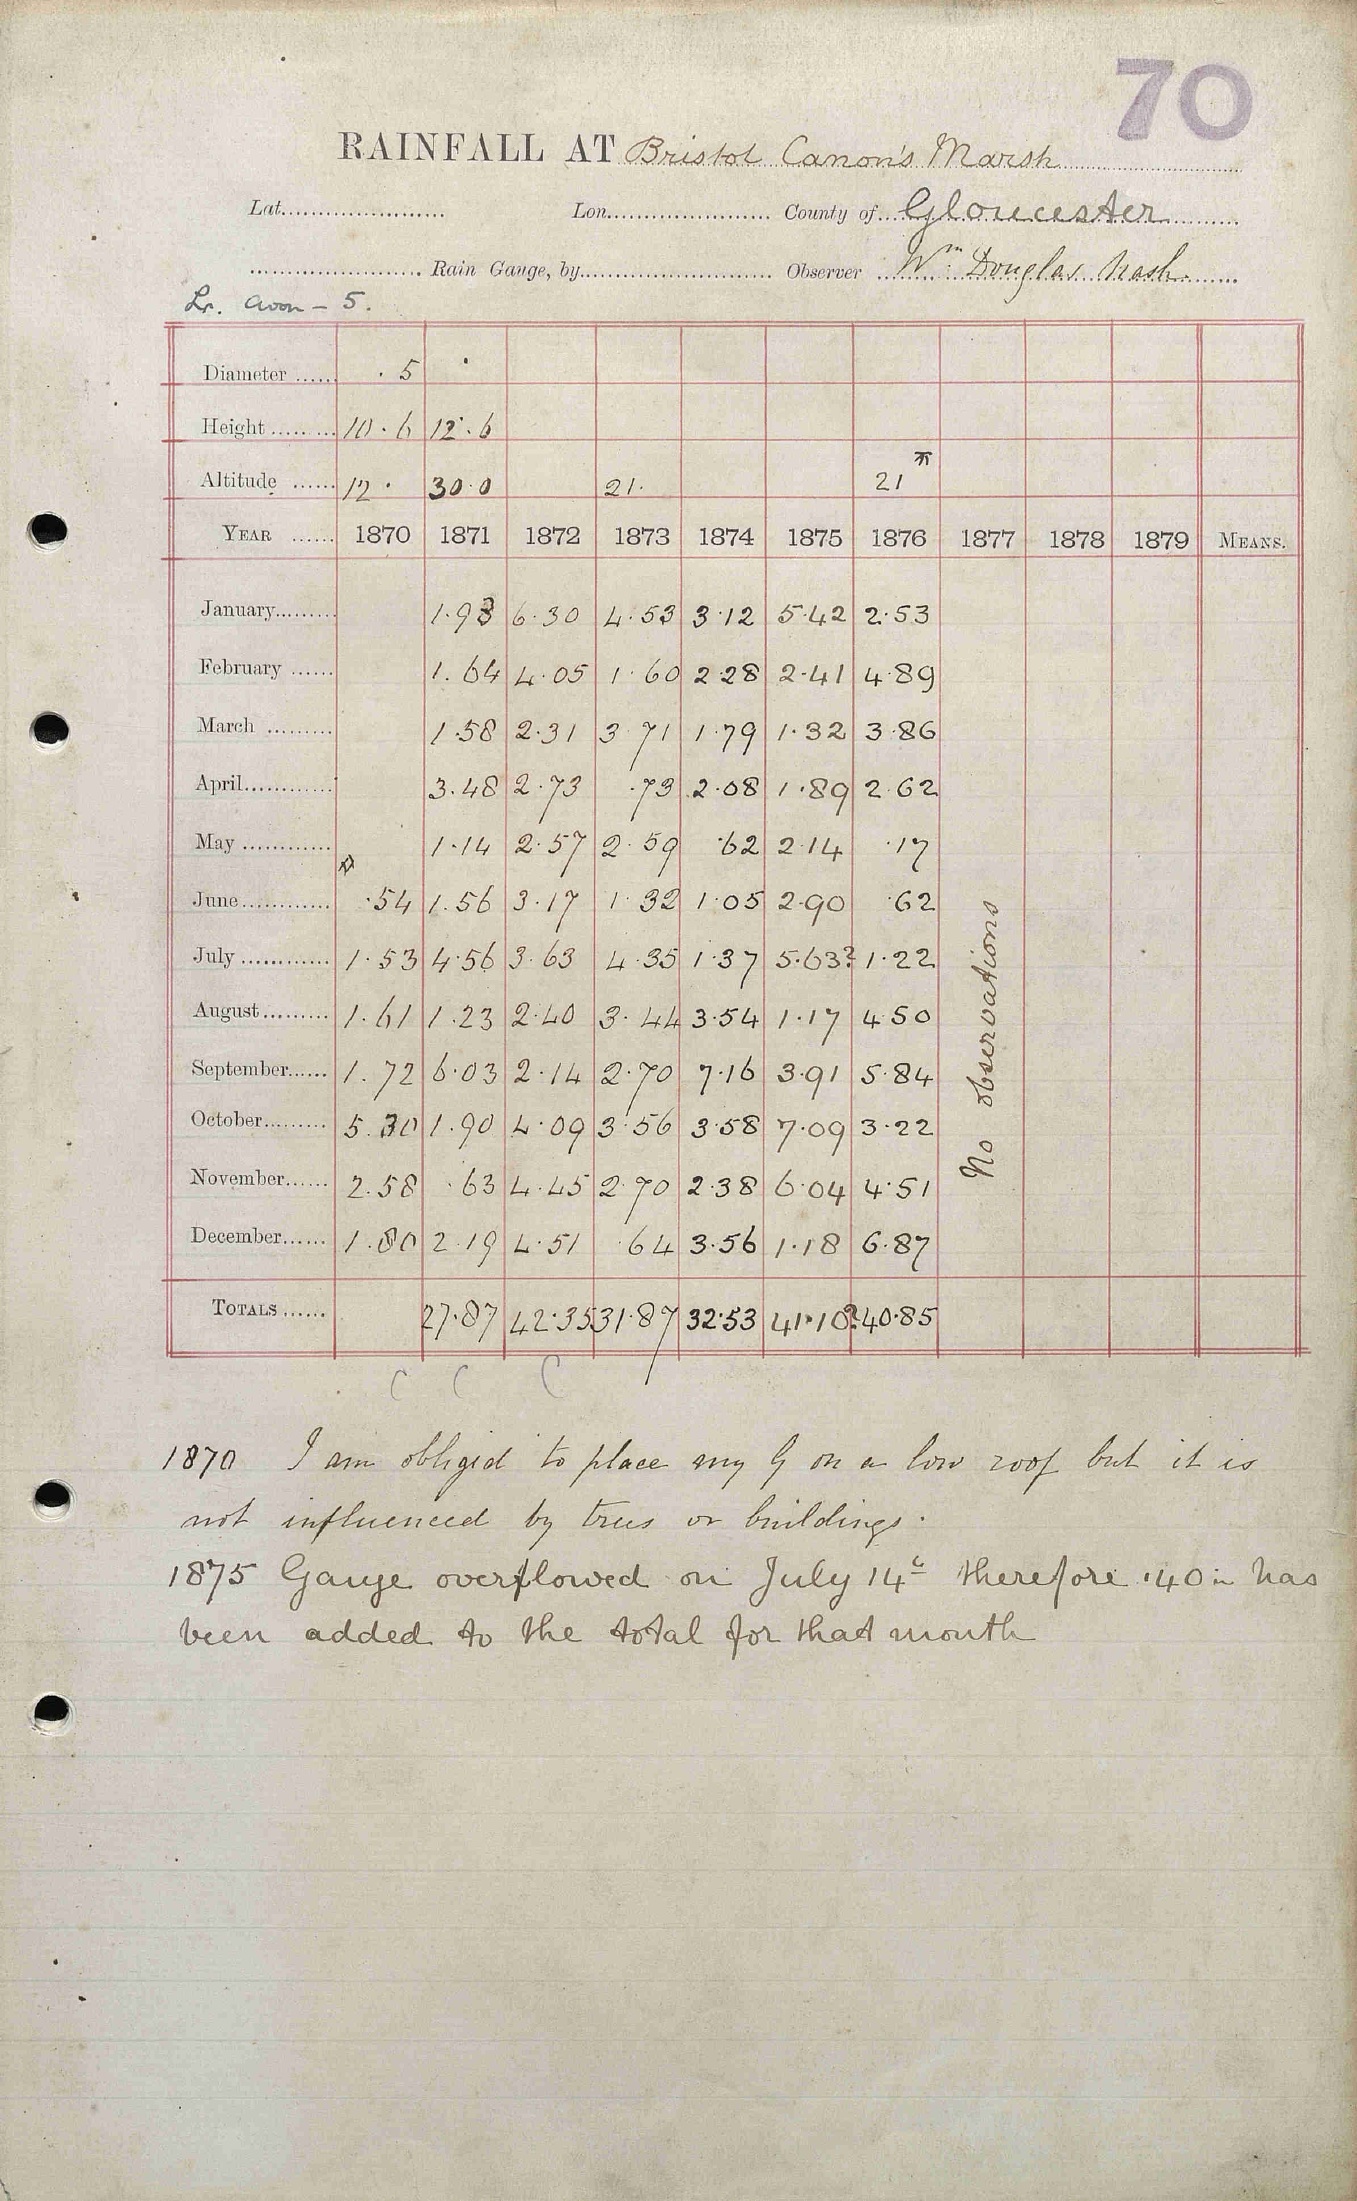 70
RAINFALL AT Bristol Canon's Marsh
Lat. Lon. County of Gloucester
Rain Gauge, by Observer Wm Douglas Nash.
Lr. Avon - 5.
Diameter · 5
Height 10 . 6 12 . 6
Altitude 12 . 30.0 21. 21
YEAR 1870 1871 1872 1873 1874 1875 1876 1877 1878 1879 MEANS.
January 1.93 6.30 4.53 3.12 5.42 2.53
February 1.64 4.05 1.60 2.28 2.41 4.89
March 1.58 2.31 3.71 1.79 1.32 3.86
April 3.48 2.73 .73 2.08 1.89 2.62
May 1.14 2.57 2.59 .62 2.14 .17
June .54 1.56 3.17 1.32 1.05 2.90 .62
July 1.53 4.56 3.63 4.35 1.37 5.63? 1.22
August 1.61 1.23 2.40 3.44 3.54 1.17 4.50
September 1.72 6.03 2.14 2.70 7.16 3.91 5.84
October 5.30 1.90 4.09 3.56 3.58 7.09 3.22
November 2.58 .63 4.45 2.70 2.38 6.04 4.51
December 1.80 2.19 4.51 .64 3.56 1.18 6.87
No observations
TOTALS 27.87 42.35 31.87 32.53 41.10? 40.85
C C C
1870 I am obliged to place my G on a low roof but it is
not influenced by trees or buildings.
1875 Gauge overflowed on July 14th therefore .40 in has
been added to the total for that month